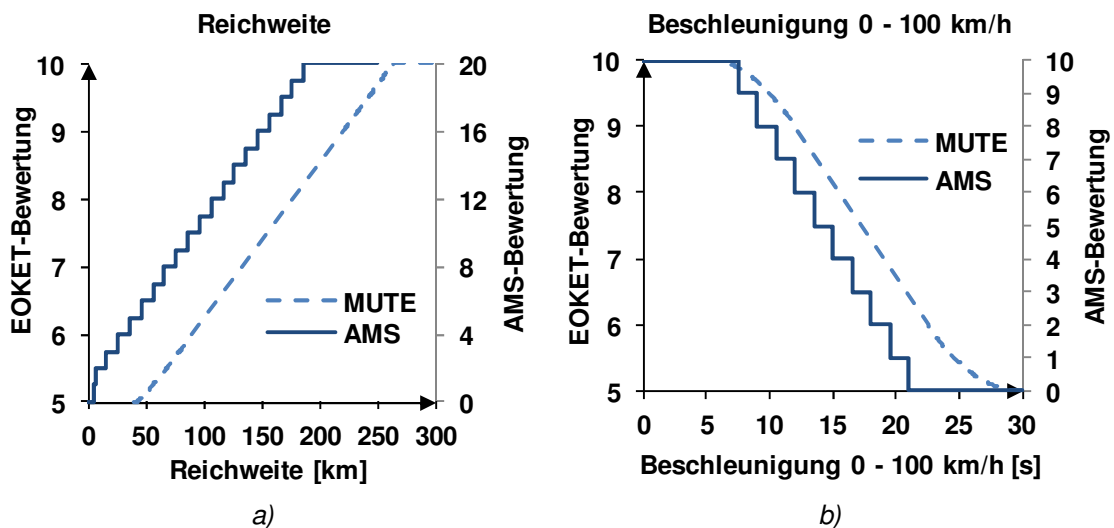 Reichweite
EOKET-Bewertung
10
9
8
7
6
5
20
16
12
8
4
0
AMS-Bewertung
MUTE
AMS
0 50 100 150 200 250 300
Reichweite [km]
a)
Beschleunigung 0 - 100 km/h
EOKET-Bewertung
10
9
8
7
6
5
10
9
8
7
6
5
4
3
2
1
0
AMS-Bewertung
MUTE
AMS
0 5 10 15 20 25 30
Beschleunigung 0 - 100 km/h [s]
b)